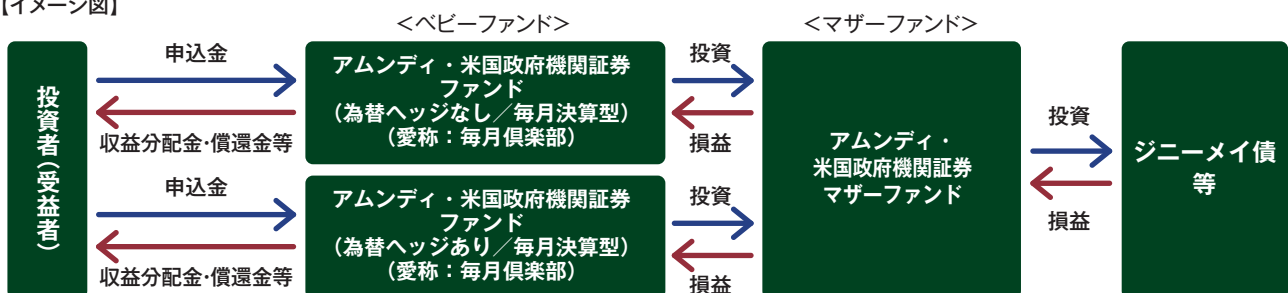 【イメージ図】
＜ベビーファンド＞
＜マザーファンド＞
投資者(受益者)
申込金
収益分配金・償還金等
アムンディ・米国政府機関証券
ファンド
(為替ヘッジなし／毎月決算型)
(愛称：毎月倶楽部)
投資
損益
申込金
収益分配金・償還金等
アムンディ・米国政府機関証券
ファンド
(為替ヘッジあり／毎月決算型)
(愛称：毎月倶楽部)
投資
損益
アムンディ・
米国政府機関証券
マザーファンド
投資
損益
ジニーメイ債
等